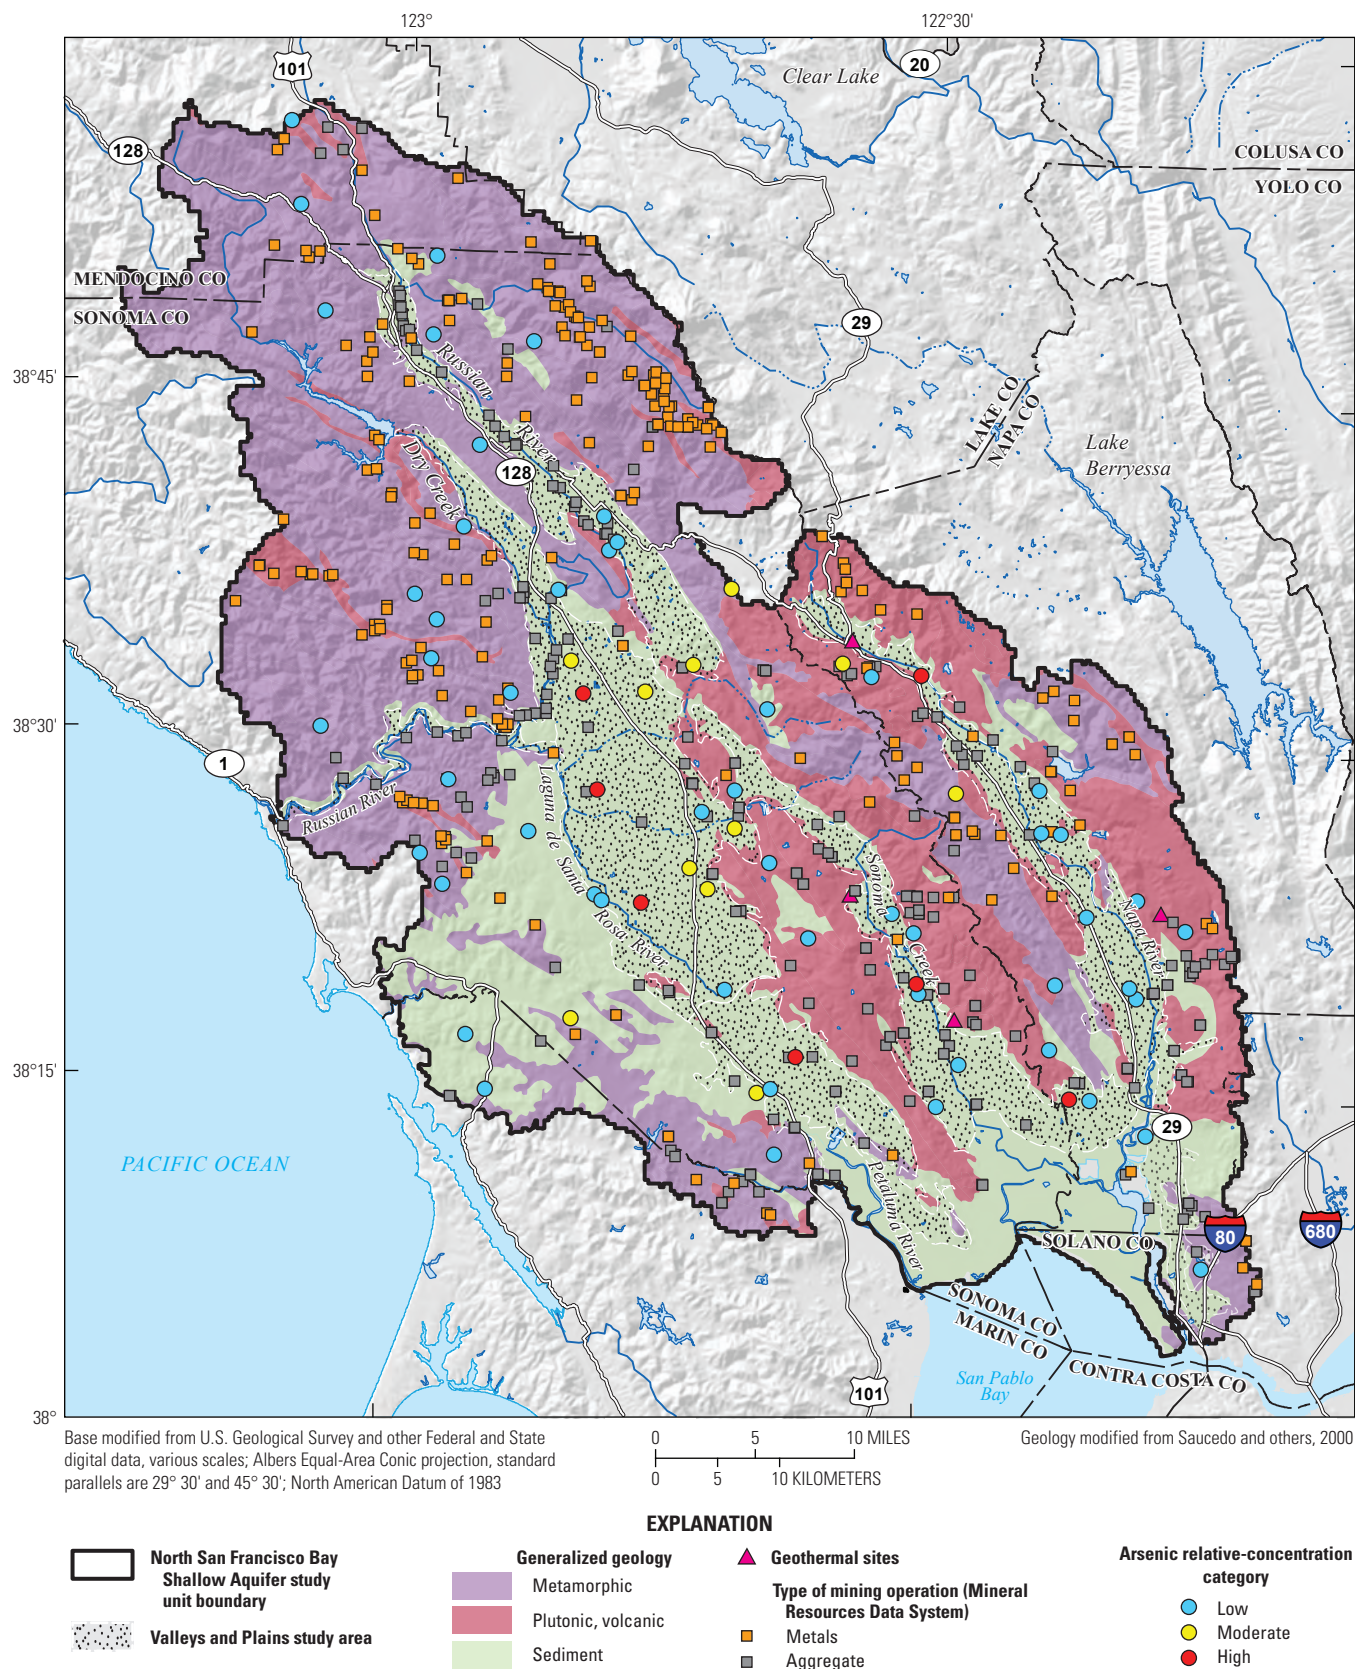 123°
122°30'
101
20
Clear Lake
128
COLUSA CO
YOLO CO
MENDOCINO CO
SONOMA CO
29
38°45'
Russian
River
LAKE CO
NAPA CO
Lake
Berryessa
Dry Creek
128
38°30'
1
Russian River
Laguna de Santa
Rosa River
Sonoma
Creek
Napa River
38°15'
PACIFIC OCEAN
29
Petaluma River
SOLANO CO
80
680
SONOMA CO
MARIN CO
CONTRA COSTA CO
San Pablo
Bay
101
38°
Base modified from U.S. Geological Survey and other Federal and State
digital data, various scales; Albers Equal-Area Conic projection, standard
parallels are 29° 30' and 45° 30'; North American Datum of 1983
0 5 10 MILES
0 5 10 KILOMETERS
Geology modified from Saucedo and others, 2000
EXPLANATION
North San Francisco Bay
Shallow Aquifer study
unit boundary
Valleys and Plains study area
Generalized geology
Metamorphic
Plutonic, volcanic
Sediment
Geothermal sites
Type of mining operation (Mineral
Resources Data System)
Metals
Aggregate
Arsenic relative-concentration
category
Low
Moderate
High